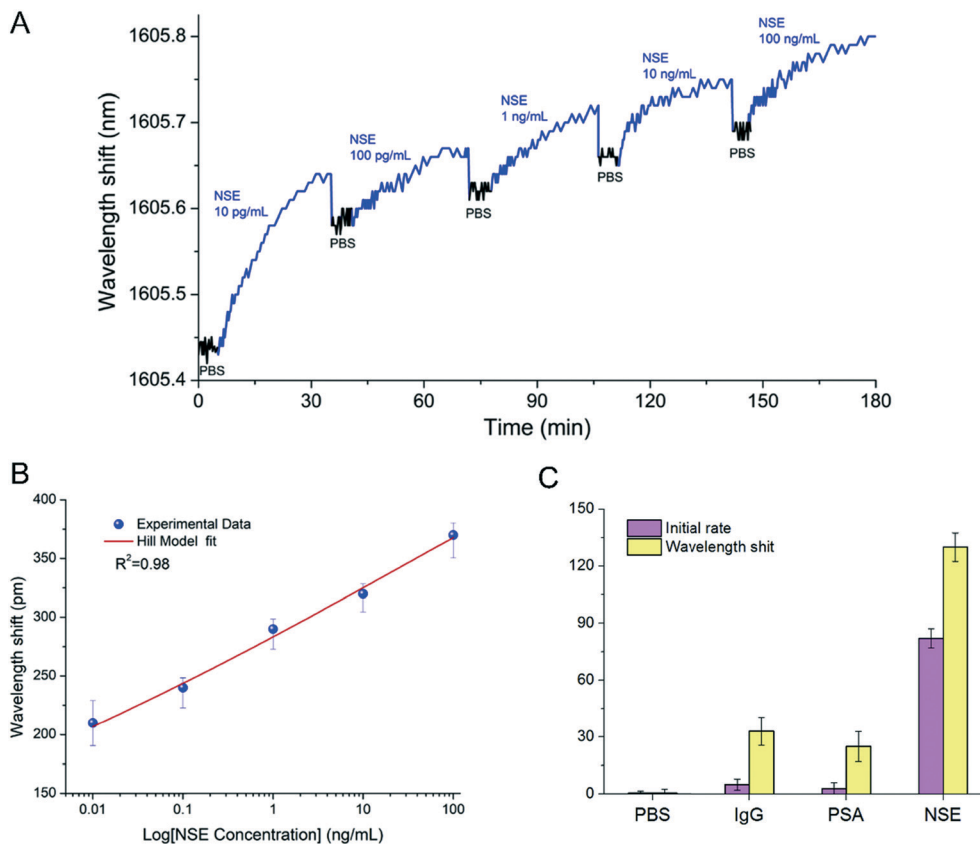 A
Wavelength shift (nm)
1605.8
1605.7
1605.6
1605.5
1605.4
NSE
10 pg/mL
NSE
100 pg/mL
NSE
1 ng/mL
NSE
10 ng/mL
NSE
100 ng/mL
PBS
PBS
PBS
PBS
PBS
0 30 60 90 120 150 180
Time (min)
B
Wavelength shift (pm)
400
350
300
250
200
150
Experimental Data
Hill Model fit
R²=0.98
0.01 0.1 1 10 100
Log[NSE Concentration] (ng/mL)
C
150
120
90
60
30
0
Initial rate
Wavelength shit
PBS IgG PSA NSE